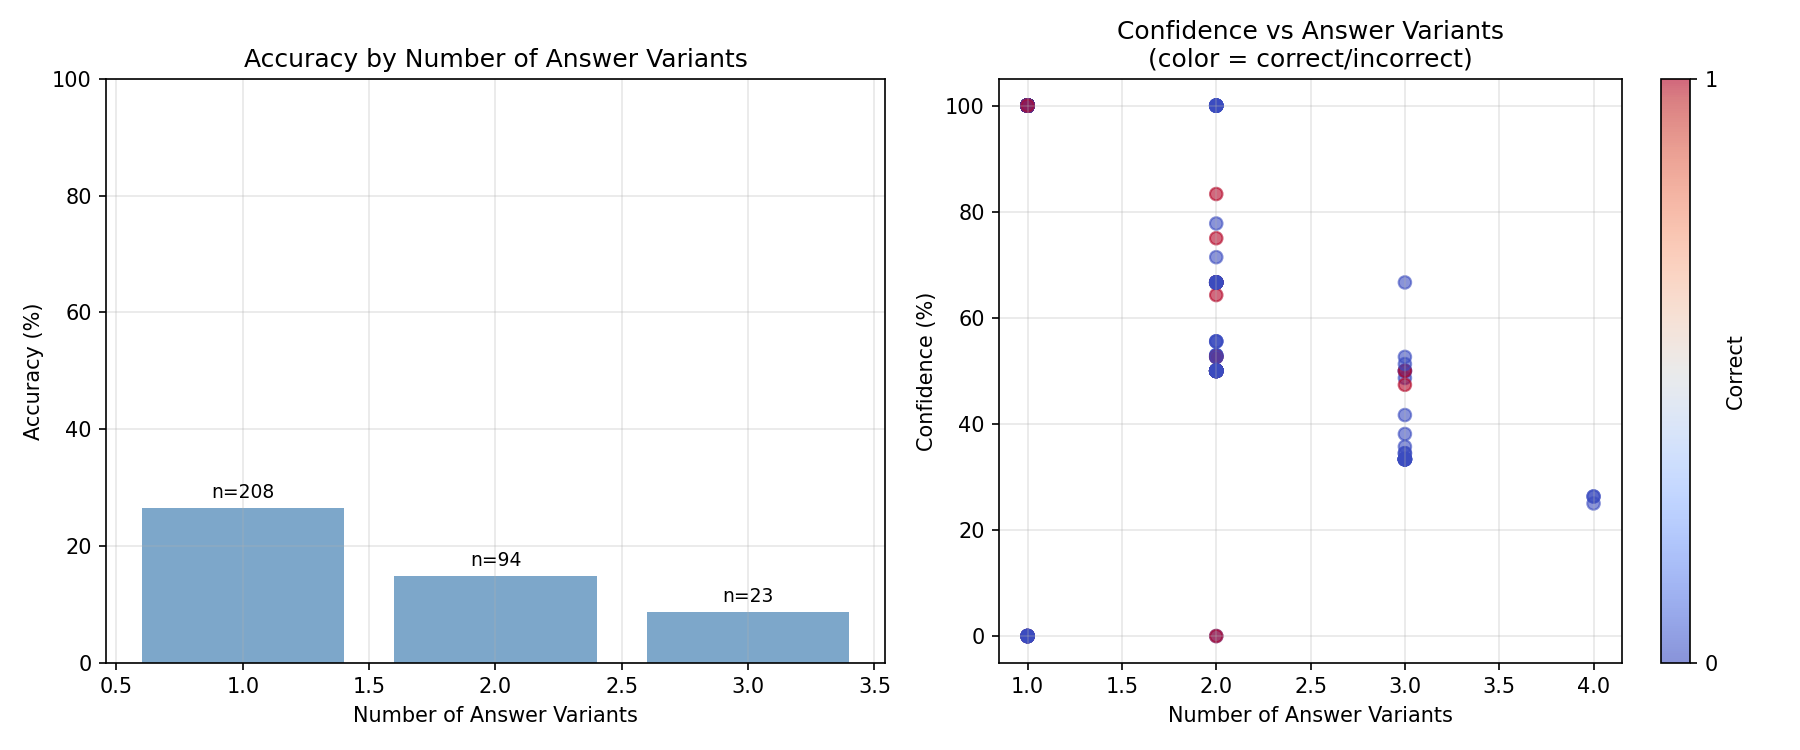 Accuracy by Number of Answer Variants
100
80
60
40
20
0
Accuracy (%)
n=208
n=94
n=23
0.5 1.0 1.5 2.0 2.5 3.0 3.5
Number of Answer Variants
Confidence vs Answer Variants
(color = correct/incorrect)
100
80
60
40
20
0
Confidence (%)
1.0 1.5 2.0 2.5 3.0 3.5 4.0
Number of Answer Variants
1
0
Correct